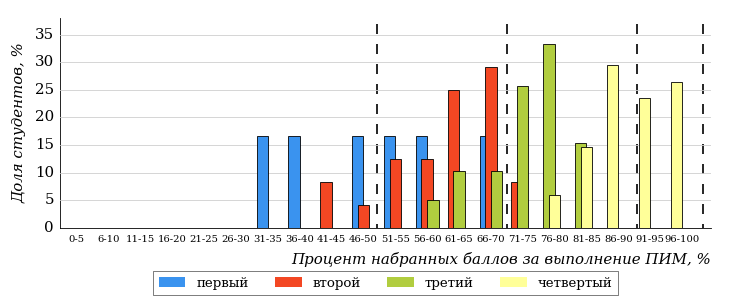 Доля студентов, %
35
30
25
20
15
10
5
0
0-5 6-10 11-15 16-20 21-25 26-30 31-35 36-40 41-45 46-50 51-55 56-60 61-65 66-70 71-75 76-80 81-85 86-90 91-95 96-100
Процент набранных баллов за выполнение ПИМ, %
первый второй третий четвертый